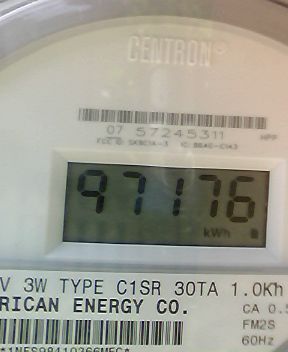 CENTRON®
07 57245311 HPP
97176
kWh
V 3W TYPE C1SR 30TA 1.0Kh
RICAN ENERGY CO.
CA 0.5
FM2S
60Hz